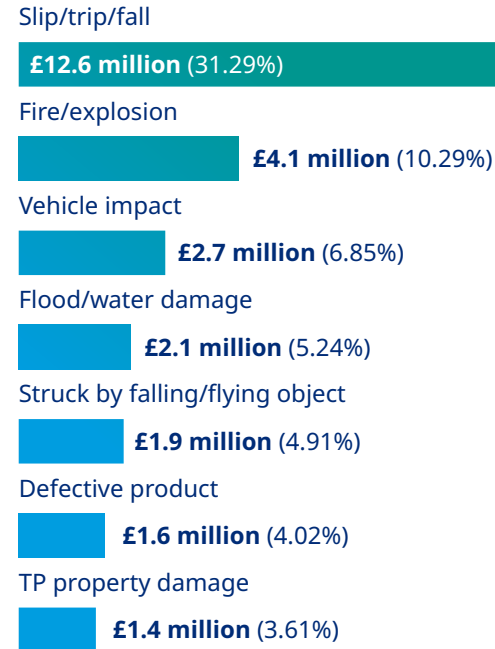 Slip/trip/fall
£12.6 million (31.29%)
Fire/explosion
£4.1 million (10.29%)
Vehicle impact
£2.7 million (6.85%)
Flood/water damage
£2.1 million (5.24%)
Struck by falling/flying object
£1.9 million (4.91%)
Defective product
£1.6 million (4.02%)
TP property damage
£1.4 million (3.61%)